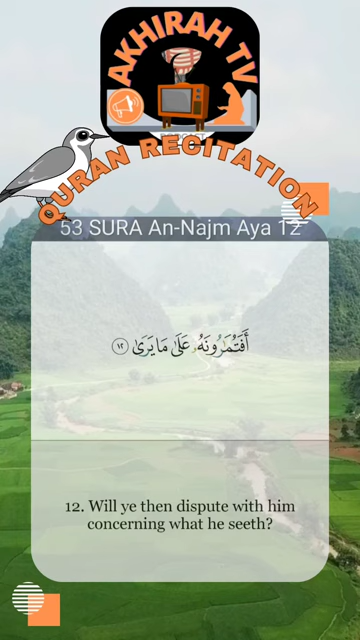 AKHIRAH TV
QURAN RECITATION
53 SURA An-Najm Aya 12
أَفَتُمَٰرُونَهُۥ عَلَىٰ مَا يَرَىٰ ١٢
12. Will ye then dispute with him
concerning what he seeth?